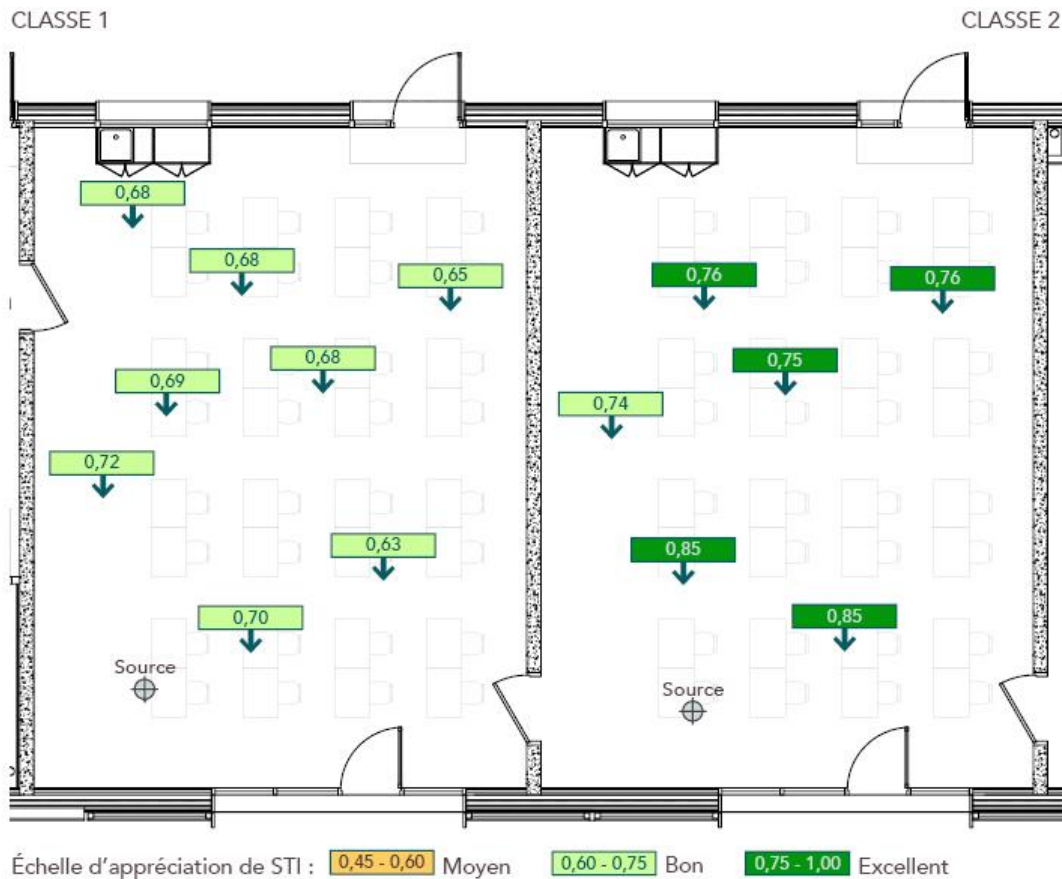 CLASSE 1
CLASSE 2
0,68
0,68
0,65
0,76
0,76
0,68
0,75
0,69
0,74
0,72
0,63
0,85
0,70
0,85
Source
Source
Échelle d'appréciation de STI : 0,45 - 0,60 Moyen 0,60 - 0,75 Bon 0,75 - 1,00 Excellent